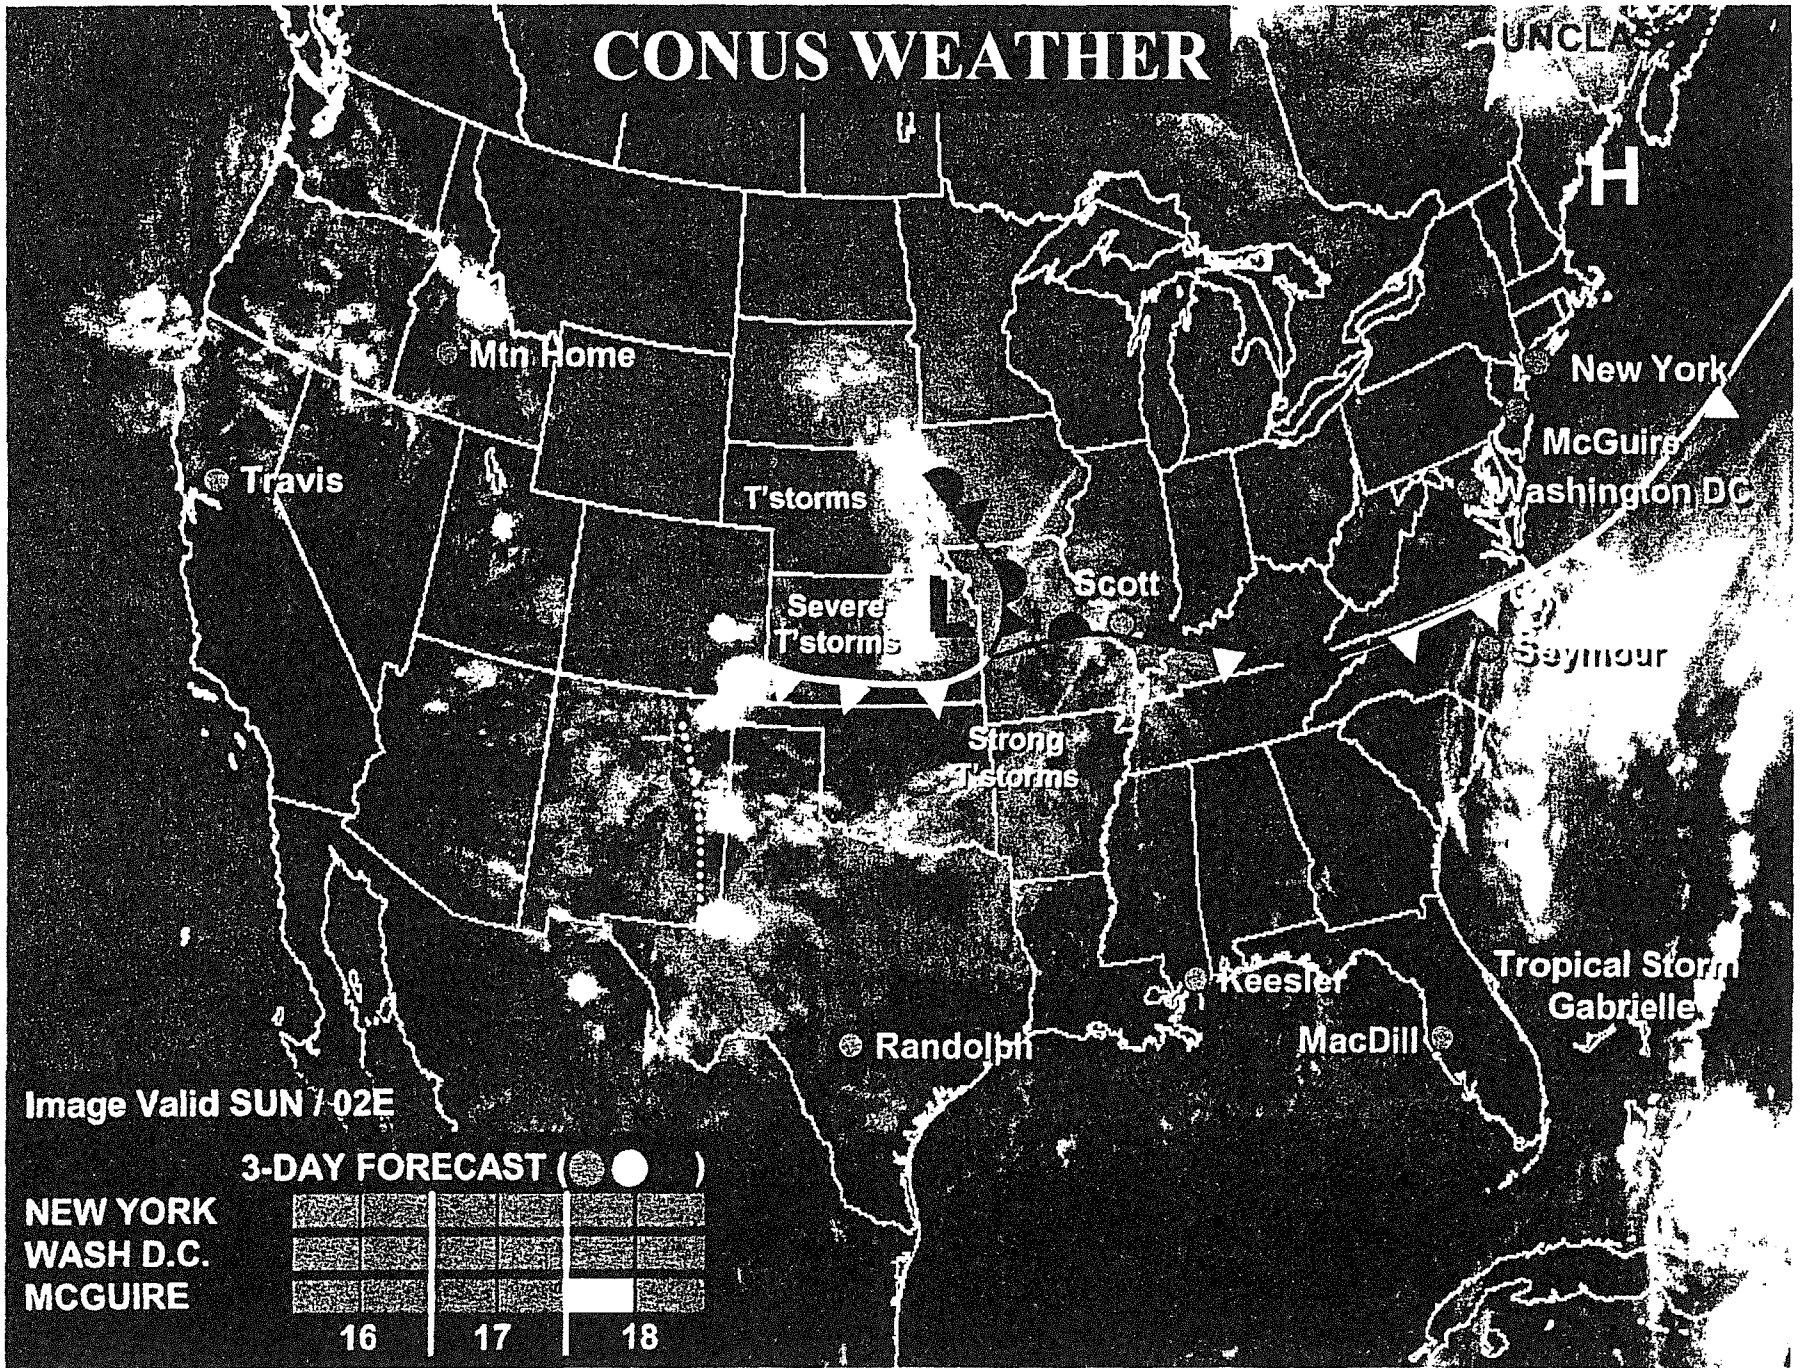 CONUS WEATHER
UNCLAS
H
Mtn Home
New York
McGuire
Travis
Washington DC
T'storms
Scott
Severe
T'storms
L
Seymour
Strong
T'storms
Tropical Storm
Gabrielle
Keesler
MacDill
Randolph
Image Valid SUN / 02E
3-DAY FORECAST ( )
NEW YORK
WASH D.C.
MCGUIRE
16 17 18